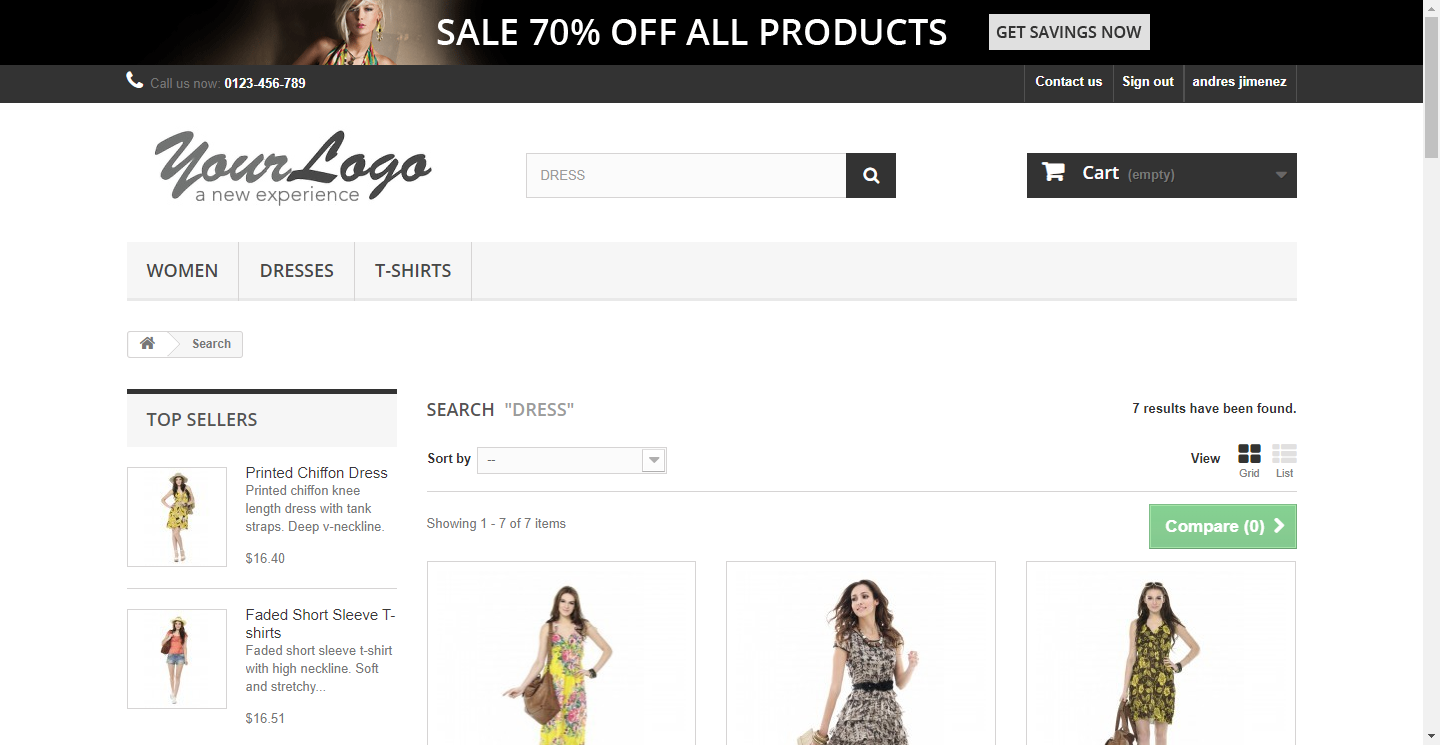 SALE 70% OFF ALL PRODUCTS
GET SAVINGS NOW
Call us now: 0123-456-789
Contact us
Sign out
andres jimenez
YourLogo
a new experience
DRESS
Cart (empty)
WOMEN
DRESSES
T-SHIRTS
Search
TOP SELLERS
Printed Chiffon Dress
Printed chiffon knee
length dress with tank
straps. Deep v-neckline.
$16.40
Faded Short Sleeve T-
shirts
Faded short sleeve t-shirt
with high neckline. Soft
and stretchy...
$16.51
SEARCH "DRESS"
7 results have been found.
Sort by --
View
Grid
List
Showing 1 - 7 of 7 items
Compare (0)